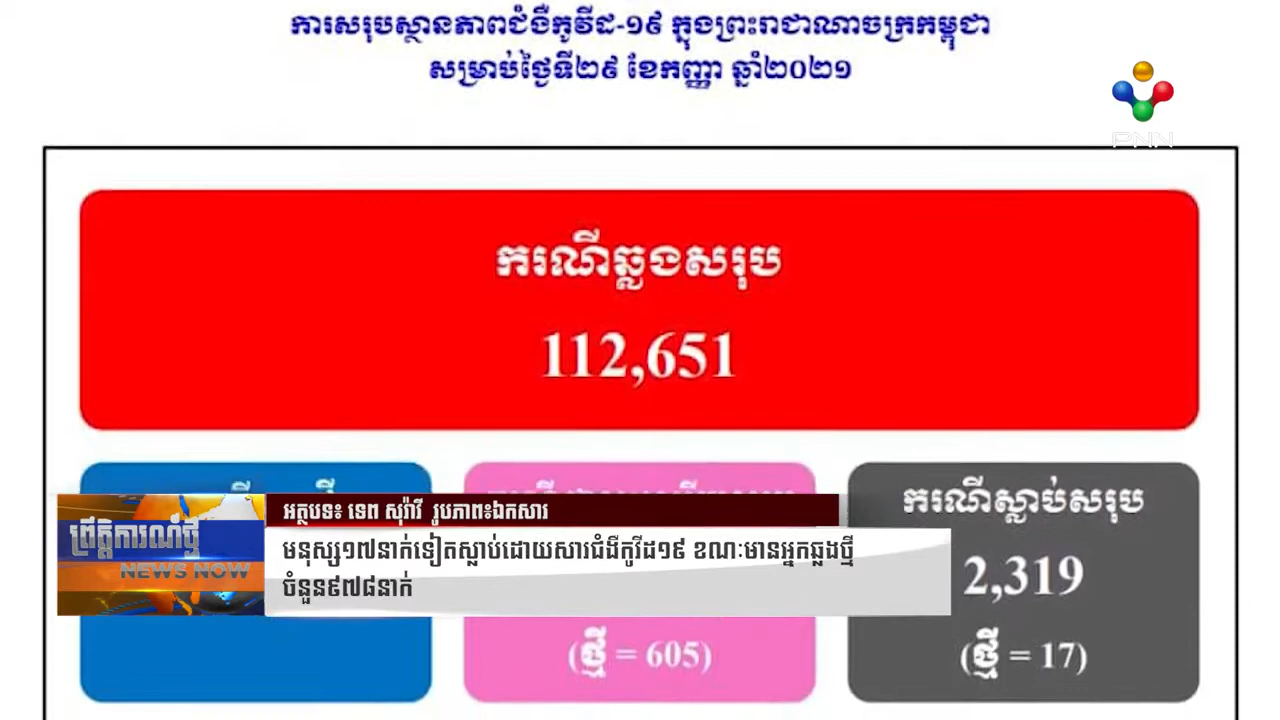 ការសរុបស្ថានភាពជំងឺកូវីដ-១៩ ក្នុងព្រះរាជាណាចក្រកម្ពុជា
សម្រាប់ថ្ងៃទី២៩ ខែកញ្ញា ឆ្នាំ២០២១
PNN
ករណីឆ្លងសរុប
112,651
ករណីស្លាប់សរុប
2,319
(ថ្មី = 605)
(ថ្មី = 17)
ព្រឹត្តិការណ៍ថ្មី
NEWS NOW
អត្ថបទ៖ ទេព សុរ៉ាវី រូបភាព៖ឯកសារ
មនុស្ស១៧នាក់ទៀតស្លាប់ដោយសារជំងឺកូវីដ១៩ ខណៈមានអ្នកឆ្លងថ្មី
ចំនួន៩៧៨នាក់